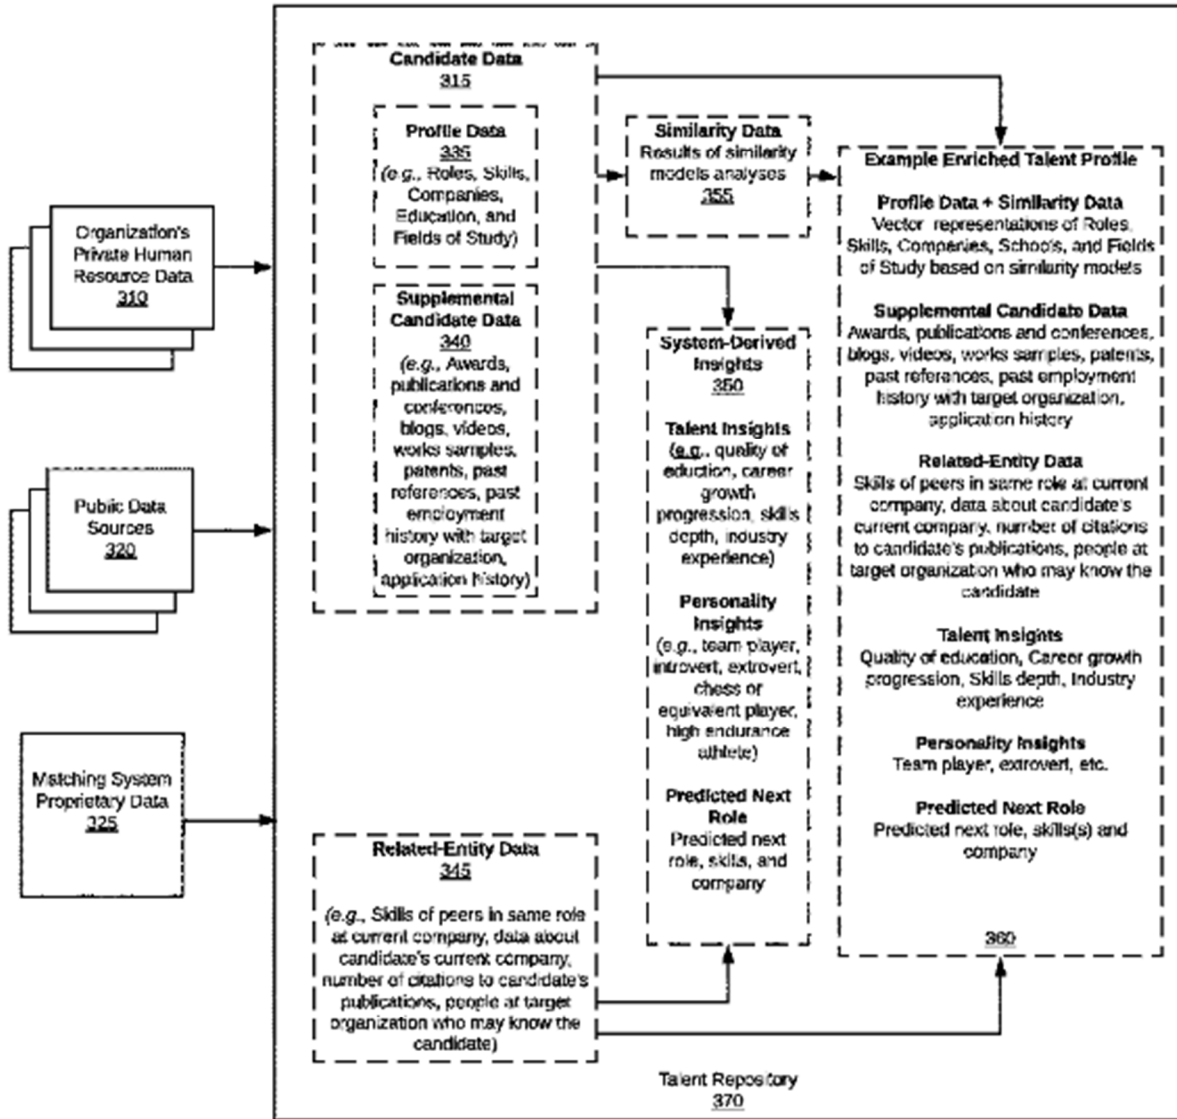 Organization's
Private Human
Resource Data
310
Public Data
Sources
320
Matching System
Proprietary Data
325
Candidate Data
315
Profile Data
335
(e.g., Roles, Skills,
Companies,
Education, and
Fields of Study)
Supplemental
Candidate Data
340
(e.g., Awards,
publications and
conferences,
blogs, videos,
works samples,
patents, past
references, past
employment
history with target
organization,
application history)
Related-Entity Data
345
(e.g., Skills of peers in same role
at current company, data about
candidate's current company,
number of citations to candidate's
publications, people at target
organization who may know the
candidate)
Similarity Data
Results of similarity
models analyses
355
System-Derived
Insights
350
Talent Insights
(e.g., quality of
eduction, career
growth
progression, skills
depth, industry
experience)
Personality
Insights
(e.g., team player,
introvert, extrovert,
chess or
equivalent player,
high endurance
athlete)
Predicted Next
Role
Predicted next
role, skills, and
company
Example Enriched Talent Profile
Profile Data + Similarity Data
Vector representations of Roles,
Skills, Companies, Schools, and Fields
of Study based on similarity models
Supplemental Candidate Data
Awards, publications and conferences,
blogs, videos, works samples, patents,
past references, past employment
history with target organization,
application history
Related-Entity Data
Skills of peers in same role at current
company, data about candidate's
current company, number of citations
to candidate's publications, people at
target organization who may know the
candidate
Talent Insights
Quality of education, Career growth
progression, Skills depth, Industry
experience
Personality Insights
Team player, extrovert, etc.
Predicted Next Role
Predicted next role, skills(s) and
company
360
Talent Repository
370